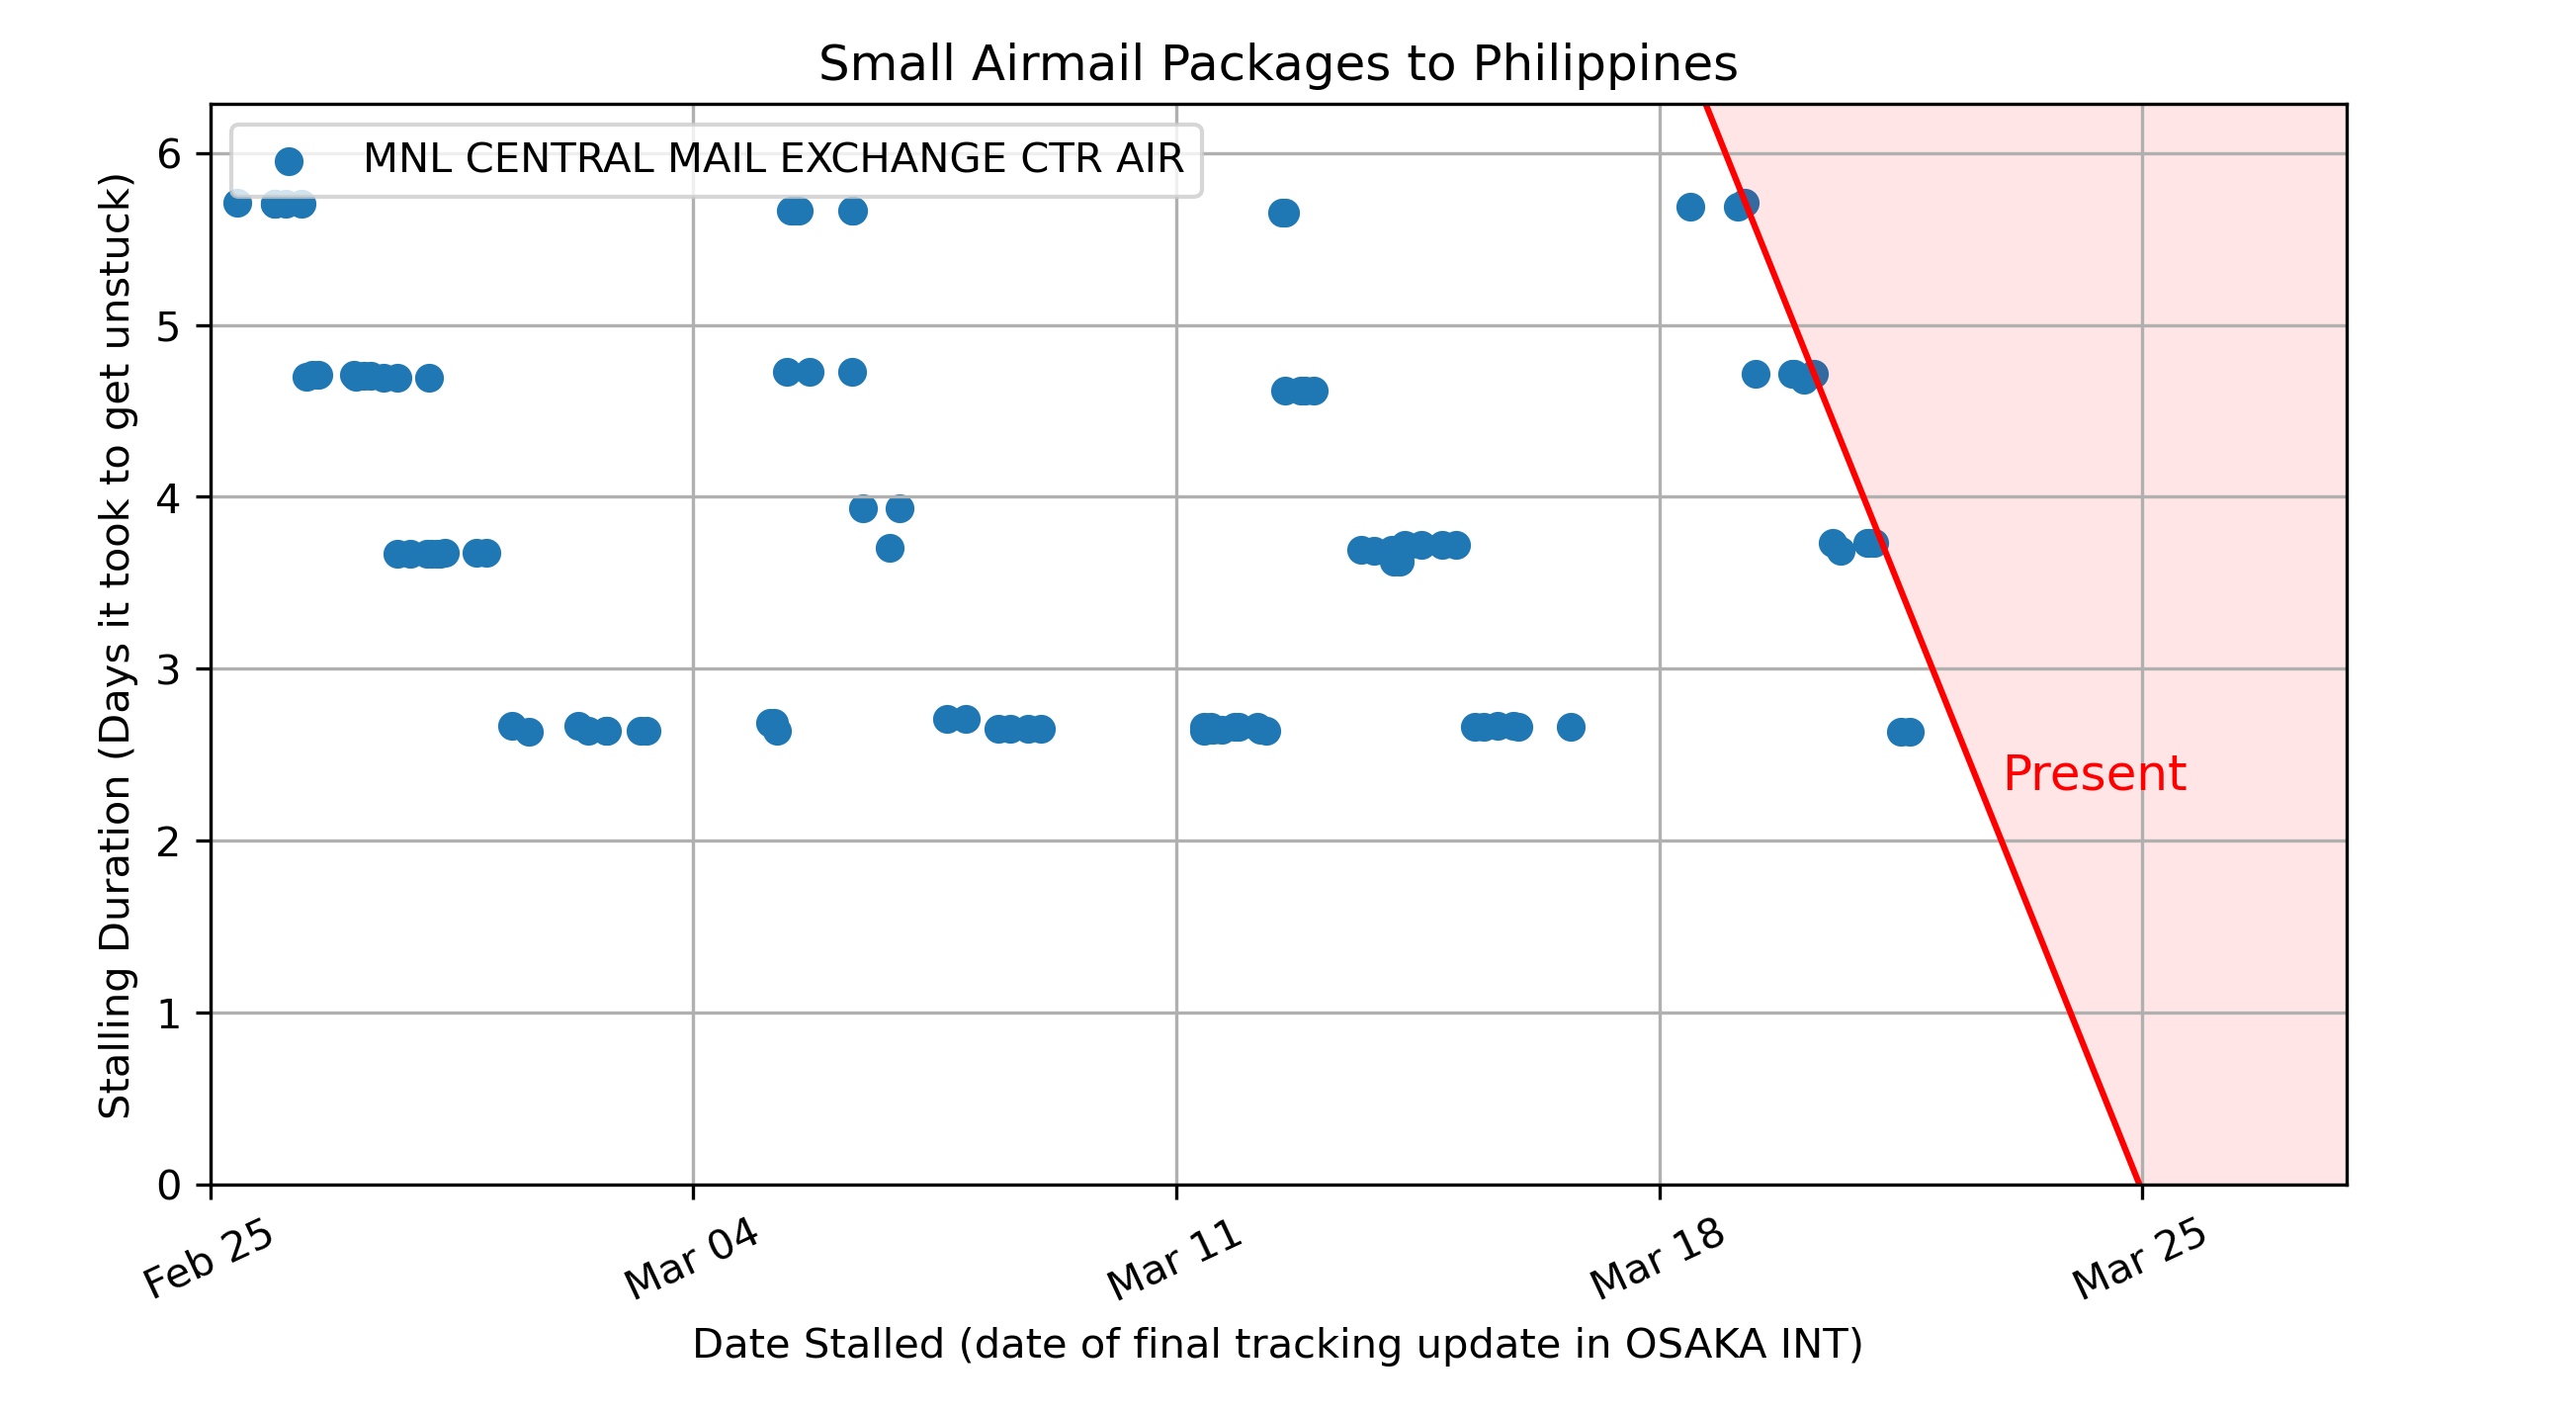 Small Airmail Packages to Philippines
MNL CENTRAL MAIL EXCHANGE CTR AIR
Stalling Duration (Days it took to get unstuck)
6
5
4
3
2
1
0
Present
Feb 25
Mar 04
Mar 11
Mar 18
Mar 25
Date Stalled (date of final tracking update in OSAKA INT)